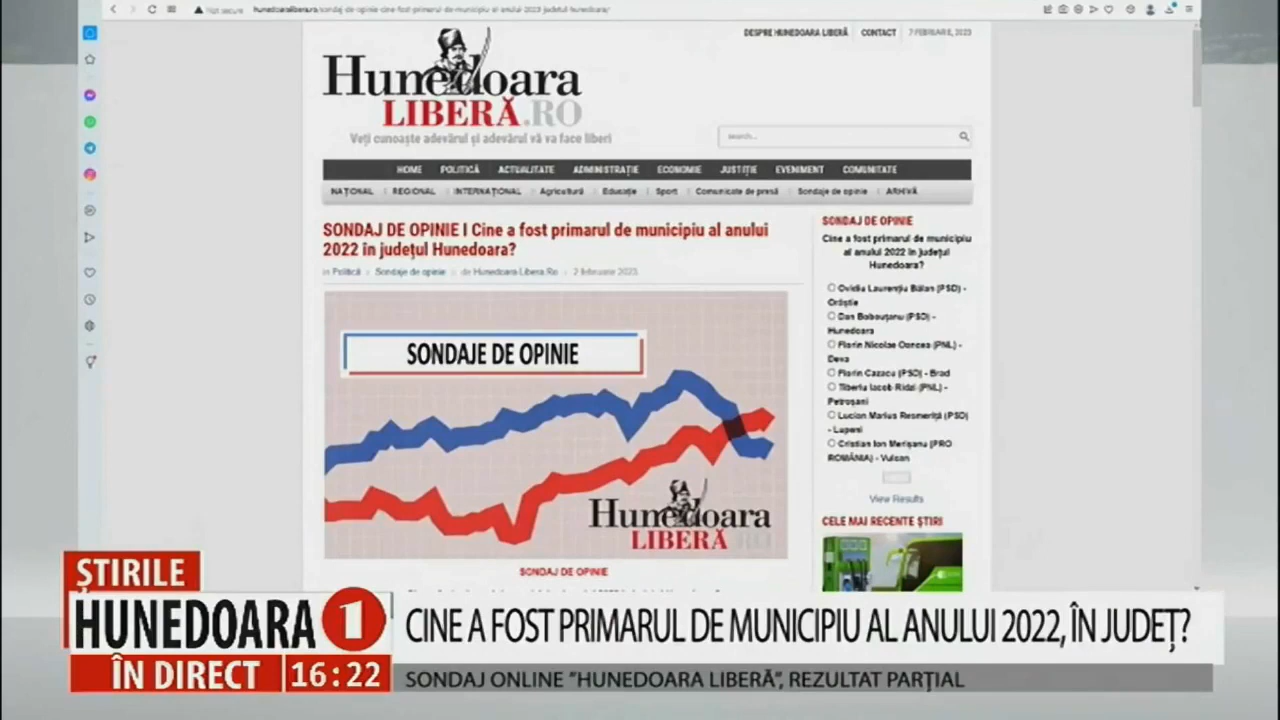 Not secure
DESPRE HUNEDOARA LIBERĂ CONTACT 7 FEBRUARIE, 2023
Hunedoara
LIBERĂ.RO
Veți cunoaște adevărul și adevărul vă va face liberi
search...
HOME POLITICĂ ACTUALITATE ADMINISTRAȚIE ECONOMIE JUSTIȚIE EVENIMENT COMUNITATE
NAȚIONAL REGIONAL INTERNAȚIONAL Agricultură Educație Sport Comunicate de presă Sondaje de opinie ARHIVĂ
SONDAJ DE OPINIE I Cine a fost primarul de municipiu al anului
2022 în județul Hunedoara?
in Politică Sondaje de opinie de Hunedoara Libera.Ro 2 februarie 2023
SONDAJE DE OPINIE
Hunedoara
LIBERĂ.RO
SONDAJ DE OPINIE
SONDAJ DE OPINIE
Cine a fost primarul de municipiu
al anului 2022 în județul
Hunedoara?
Ovidiu Laurențiu Bălan (PSD) -
Orăștie
Dan Bobouțanu (PSD) -
Hunedoara
Florin Nicolae Oancea (PNL) -
Deva
Florin Cazacu (PSD) - Brad
Tiberiu Iacob Ridzi (PNL) -
Petroșani
Lucian Marius Resmeriță (PSD)
- Lupeni
Cristian Ion Merișanu (PRO
ROMÂNIA) - Vulcan
View Results
CELE MAI RECENTE ȘTIRI
ȘTIRILE
HUNEDOARA 1
ÎN DIRECT 16:22
CINE A FOST PRIMARUL DE MUNICIPIU AL ANULUI 2022, ÎN JUDEȚ?
SONDAJ ONLINE "HUNEDOARA LIBERĂ", REZULTAT PARȚIAL